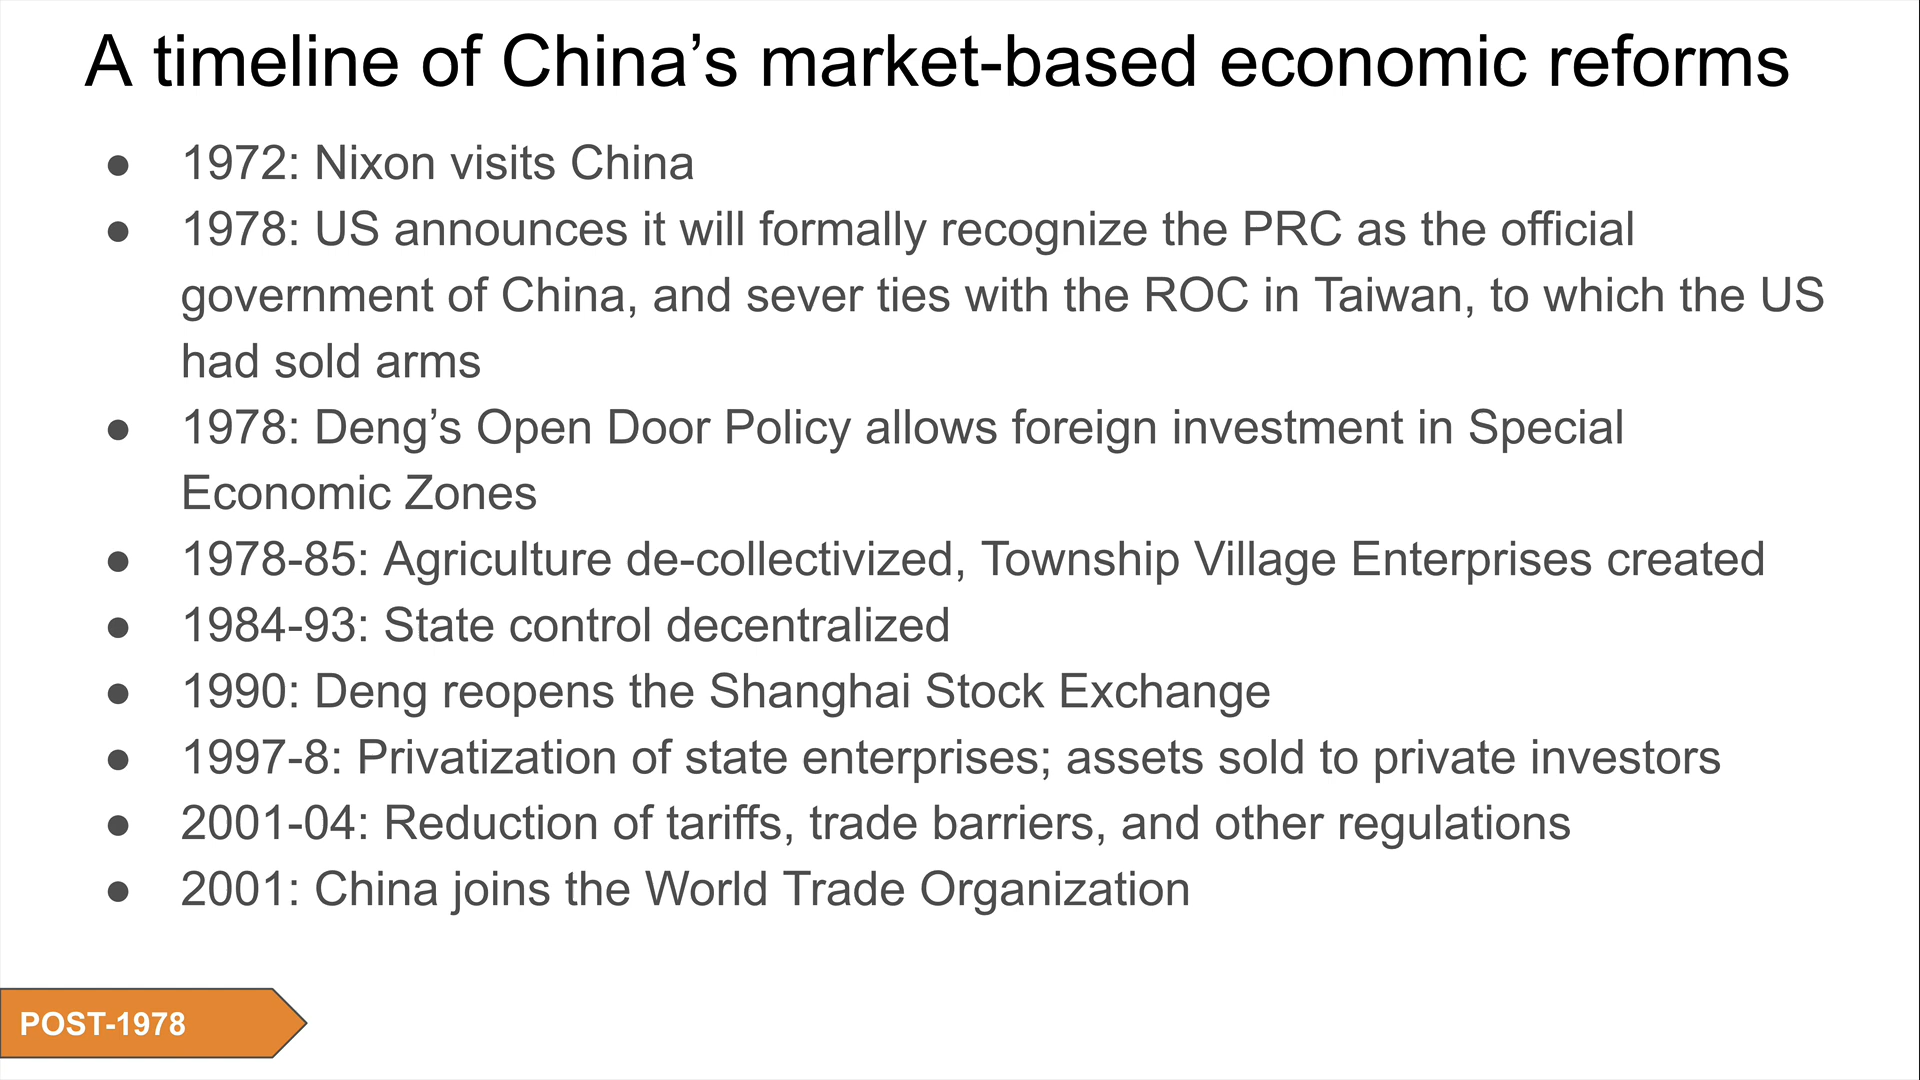 A timeline of China’s market-based economic reforms
● 1972: Nixon visits China
● 1978: US announces it will formally recognize the PRC as the official
government of China, and sever ties with the ROC in Taiwan, to which the US
had sold arms
● 1978: Deng’s Open Door Policy allows foreign investment in Special
Economic Zones
● 1978-85: Agriculture de-collectivized, Township Village Enterprises created
● 1984-93: State control decentralized
● 1990: Deng reopens the Shanghai Stock Exchange
● 1997-8: Privatization of state enterprises; assets sold to private investors
● 2001-04: Reduction of tariffs, trade barriers, and other regulations
● 2001: China joins the World Trade Organization
POST-1978